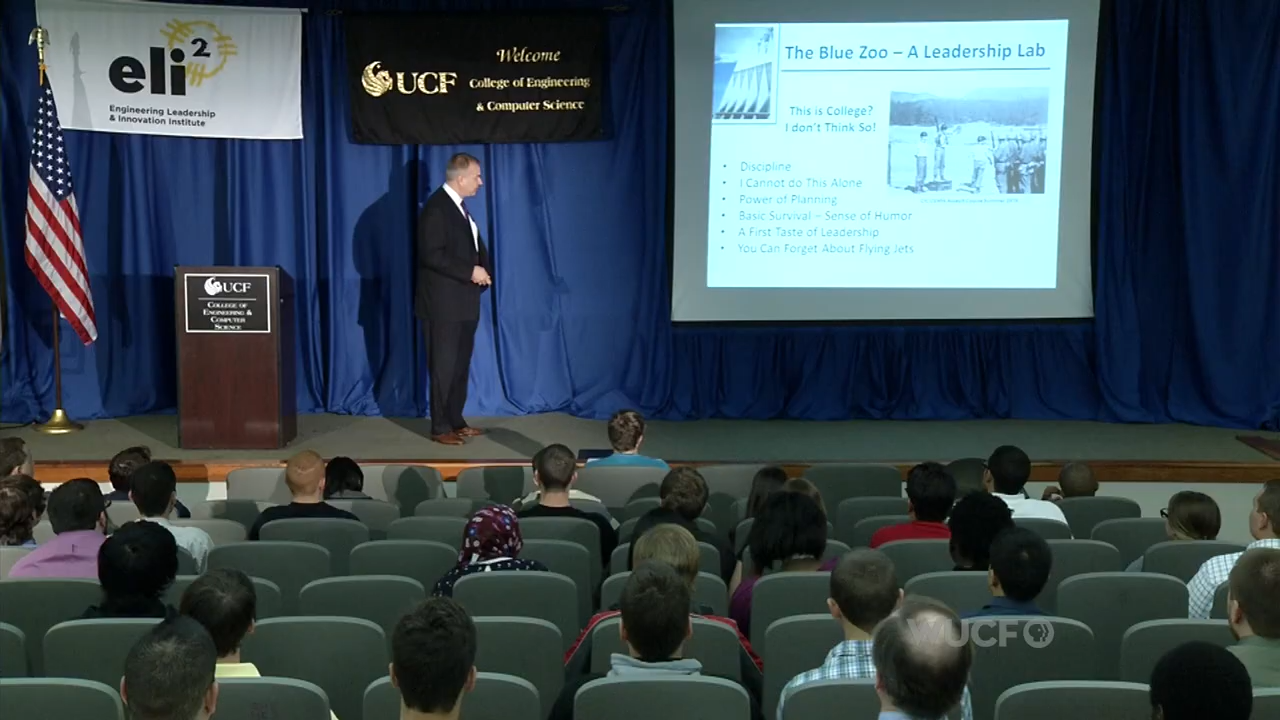 eli²
Engineering Leadership
& Innovation Institute
Welcome
UCF
College of Engineering
& Computer Science
The Blue Zoo – A Leadership Lab
This is College?
I don't Think So!
• Discipline
• I Cannot do This Alone
• Power of Planning
• Basic Survival – Sense of Humor
• A First Taste of Leadership
• You Can Forget About Flying Jets
UCF
College of
Engineering &
Computer
Science
WUCF